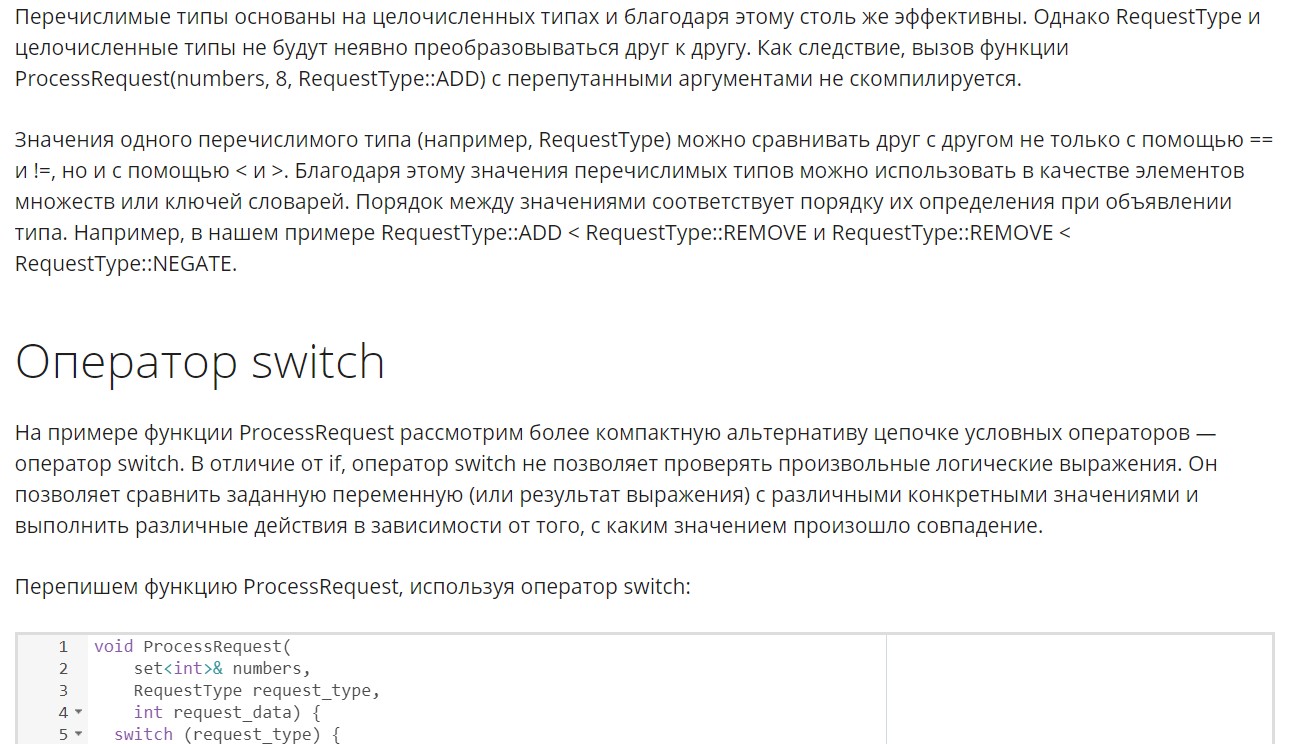 Перечислимые типы основаны на целочисленных типах и благодаря этому столь же эффективны. Однако RequestType и
целочисленные типы не будут неявно преобразовываться друг к другу. Как следствие, вызов функции
ProcessRequest(numbers, 8, RequestType::ADD) с перепутанными аргументами не скомпилируется.
Значения одного перечислимого типа (например, RequestType) можно сравнивать друг с другом не только с помощью ==
и !=, но и с помощью < и >. Благодаря этому значения перечислимых типов можно использовать в качестве элементов
множеств или ключей словарей. Порядок между значениями соответствует порядку их определения при объявлении
типа. Например, в нашем примере RequestType::ADD < RequestType::REMOVE и RequestType::REMOVE <
RequestType::NEGATE.
Оператор switch
На примере функции ProcessRequest рассмотрим более компактную альтернативу цепочке условных операторов —
оператор switch. В отличие от if, оператор switch не позволяет проверять произвольные логические выражения. Он
позволяет сравнить заданную переменную (или результат выражения) с различными конкретными значениями и
выполнить различные действия в зависимости от того, с каким значением произошло совпадение.
Перепишем функцию ProcessRequest, используя оператор switch:
1 void ProcessRequest(
2     set<int>& numbers,
3     RequestType request_type,
4     int request_data) {
5   switch (request_type) {